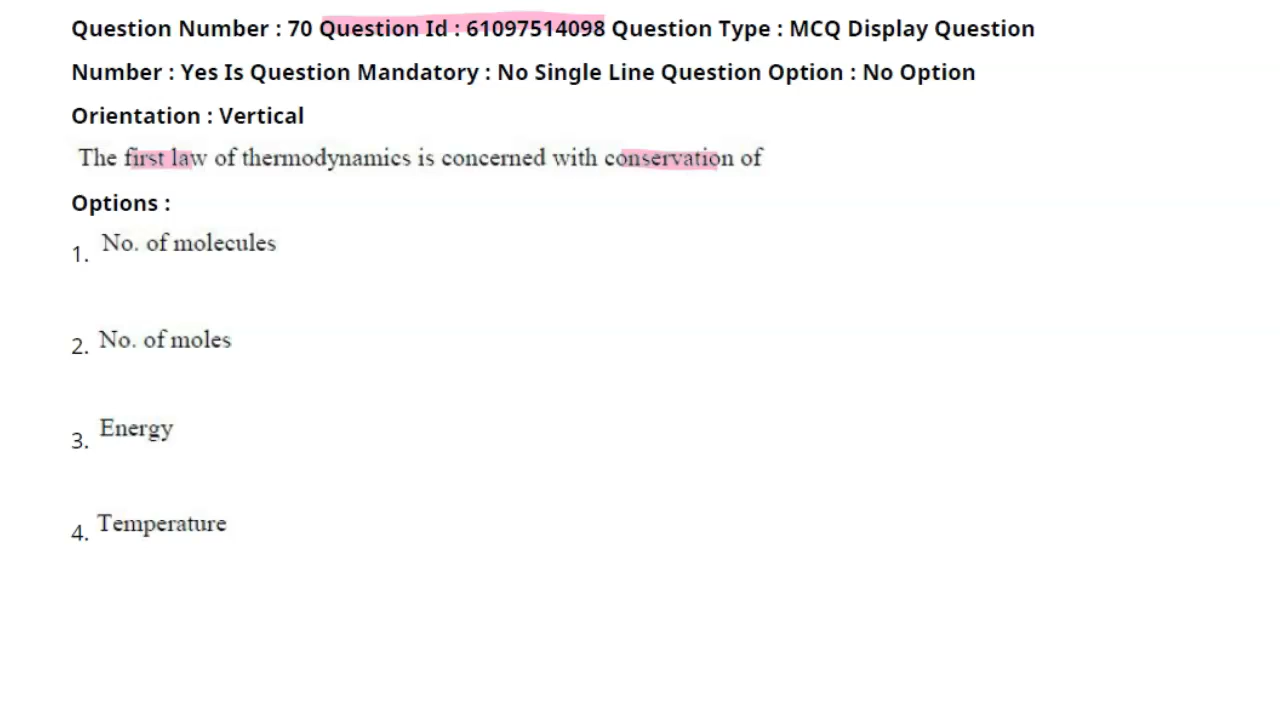 Question Number : 70 Question Id : 61097514098 Question Type : MCQ Display Question
Number : Yes Is Question Mandatory : No Single Line Question Option : No Option
Orientation : Vertical
The first law of thermodynamics is concerned with conservation of
Options :
1. No. of molecules
2. No. of moles
3. Energy
4. Temperature